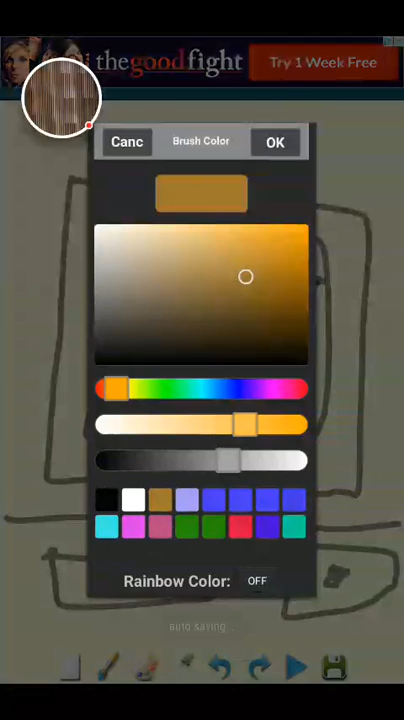 thegoodfight
Try 1 Week Free
Canc
Brush Color
OK
Rainbow Color:
OFF
auto saving...